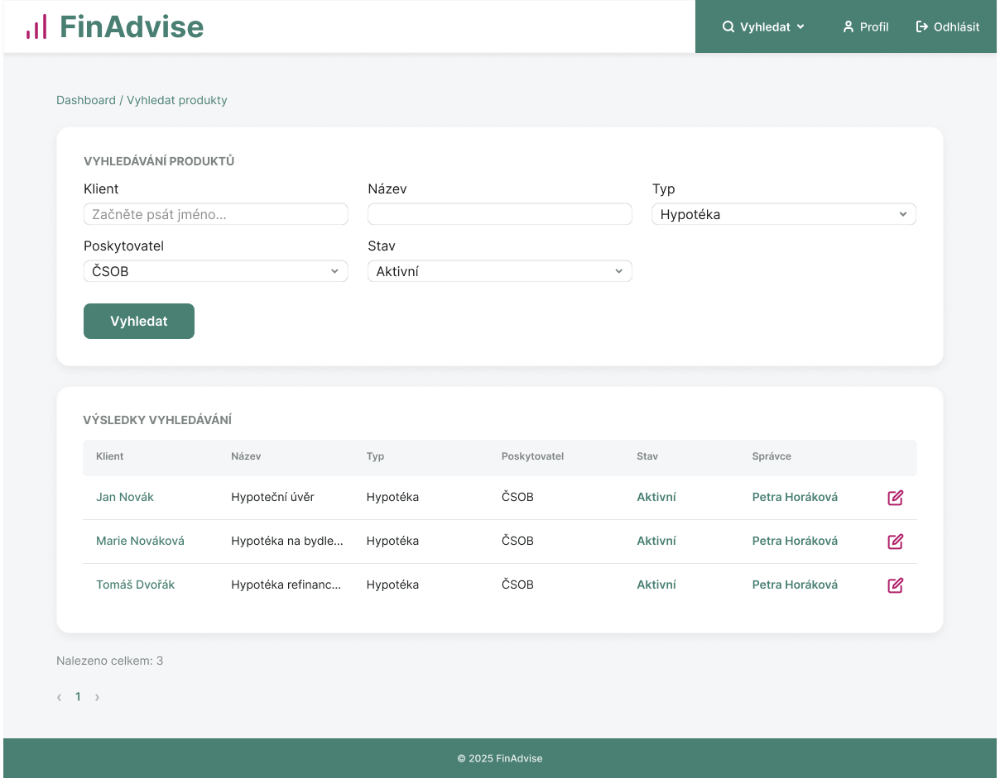 FinAdvise
Vyhledat Profil Odhlásit
Dashboard / Vyhledat produkty
VYHLEDÁVÁNÍ PRODUKTŮ
Klient Název Typ
Začněte psát jméno... Hypotéka
Poskytovatel Stav
ČSOB Aktivní
Vyhledat
VÝSLEDKY VYHLEDÁVÁNÍ
Klient Název Typ Poskytovatel Stav Správce
Jan Novák Hypoteční úvěr Hypotéka ČSOB Aktivní Petra Horáková
Marie Nováková Hypotéka na bydle... Hypotéka ČSOB Aktivní Petra Horáková
Tomáš Dvořák Hypotéka refinanc... Hypotéka ČSOB Aktivní Petra Horáková
Nalezeno celkem: 3
‹ 1 ›
© 2025 FinAdvise